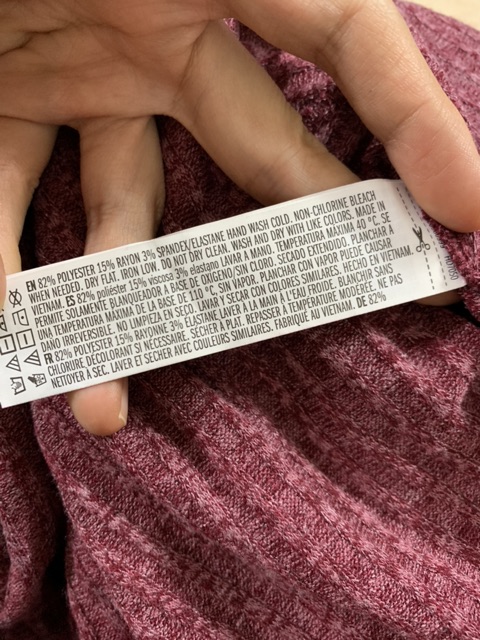 EN 82% POLYESTER 15% RAYON 3% SPANDEX/ELASTANE HAND WASH COLD. NON-CHLORINE BLEACH
WHEN NEEDED. DRY FLAT. IRON LOW. DO NOT DRY CLEAN. WASH AND DRY WITH LIKE COLORS. MADE IN
VIETNAM. ES 82% poliéster 15% viscosa 3% elastano LAVAR A MANO. TEMPERATURA MAXIMA 40 °C. SE
PERMITE SOLAMENTE BLANQUEADOR A BASE DE OXIGENO/SIN CLORO. SECADO EXTENDIDO. PLANCHAR A
UNA TEMPERATURA MAXIMA DE LA BASE DE 110 °C, SIN VAPOR. PLANCHAR CON VAPOR PUEDE CAUSAR
DANO IRREVERSIBLE. NO LIMPIEZA EN SECO. LAVAR Y SECAR CON COLORES SIMILARES. HECHO EN VIETNAM.
FR 82% POLYESTER 15% RAYONNE 3% ÉLASTANNE LAVER À LA MAIN À L'EAU FROIDE. BLANCHIR SANS
CHLORURE DÉCOLORANT SI NÉCESSAIRE. SÉCHER À PLAT. REPASSER À TEMPÉRATURE MODÉRÉE. NE PAS
NETTOYER À SEC. LAVER ET SÉCHER AVEC COULEURS SIMILAIRES. FABRIQUÉ AU VIETNAM. DE 82%